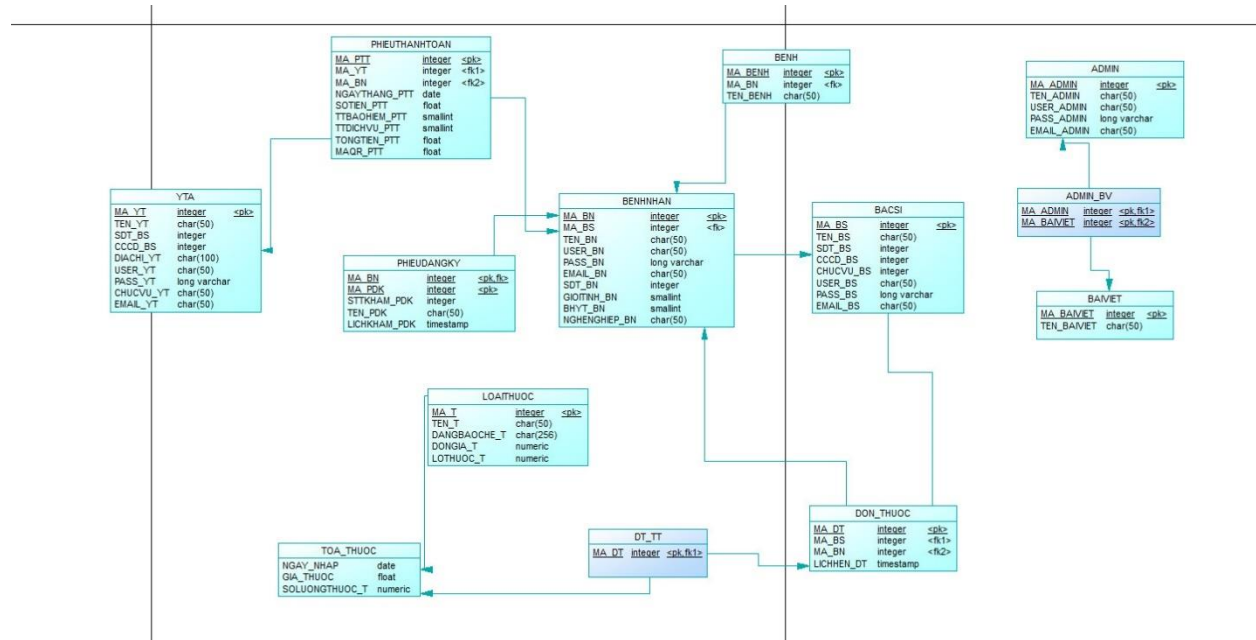 PHIEUTHANHTOAN
MA_PTT integer <pk>
MA_YT integer <fk1>
MA_BN integer <fk2>
NGAYTHANG_PTT date
SOTIEN_PTT float
TTBAOHIEM_PTT smallint
TTDICHVU_PTT smallint
TONGTIEN_PTT float
MAQR_PTT float
BENH
MA_BENH integer <pk>
MA_BN integer <fk>
TEN_BENH char(50)
ADMIN
MA_ADMIN integer <pk>
TEN_ADMIN char(50)
USER_ADMIN char(50)
PASS_ADMIN long varchar
EMAIL_ADMIN char(50)
YTA
MA_YT integer <pk>
TEN_YT char(50)
SDT_BS integer
CCCD_BS integer
DIACHI_YT char(100)
USER_YT char(50)
PASS_YT long varchar
CHUCVU_YT char(50)
EMAIL_YT char(50)
BENHNHAN
MA_BN integer <pk>
MA_BS integer <fk>
TEN_BN char(50)
USER_BN char(50)
PASS_BN long varchar
EMAIL_BN char(50)
SDT_BN integer
GIOITINH_BN smallint
BHYT_BN smallint
NGHENGHIEP_BN char(50)
BACSI
MA_BS integer <pk>
TEN_BS char(50)
SDT_BS integer
CCCD_BS integer
CHUCVU_BS integer
USER_BS char(50)
PASS_BS long varchar
EMAIL_BS char(50)
ADMIN_BV
MA_ADMIN integer <pk,fk1>
MA_BAIVIET integer <pk,fk2>
PHIEUDANGKY
MA_BN integer <pk,fk>
MA_PDK integer <pk>
STTKHAM_PDK integer
TEN_PDK char(50)
LICHKHAM_PDK timestamp
BAIVIET
MA_BAIVIET integer <pk>
TEN_BAIVIET char(50)
LOAITHUOC
MA_T integer <pk>
TEN_T char(50)
DANGBAOCHE_T char(256)
DONGIA_T numeric
LOTHUOC_T numeric
TOA_THUOC
NGAY_NHAP date
GIA_THUOC float
SOLUONGTHUOC_T numeric
DT_TT
MA_DT integer <pk,fk1>
DON_THUOC
MA_DT integer <pk>
MA_BS integer <fk1>
MA_BN integer <fk2>
LICHHEN_DT timestamp